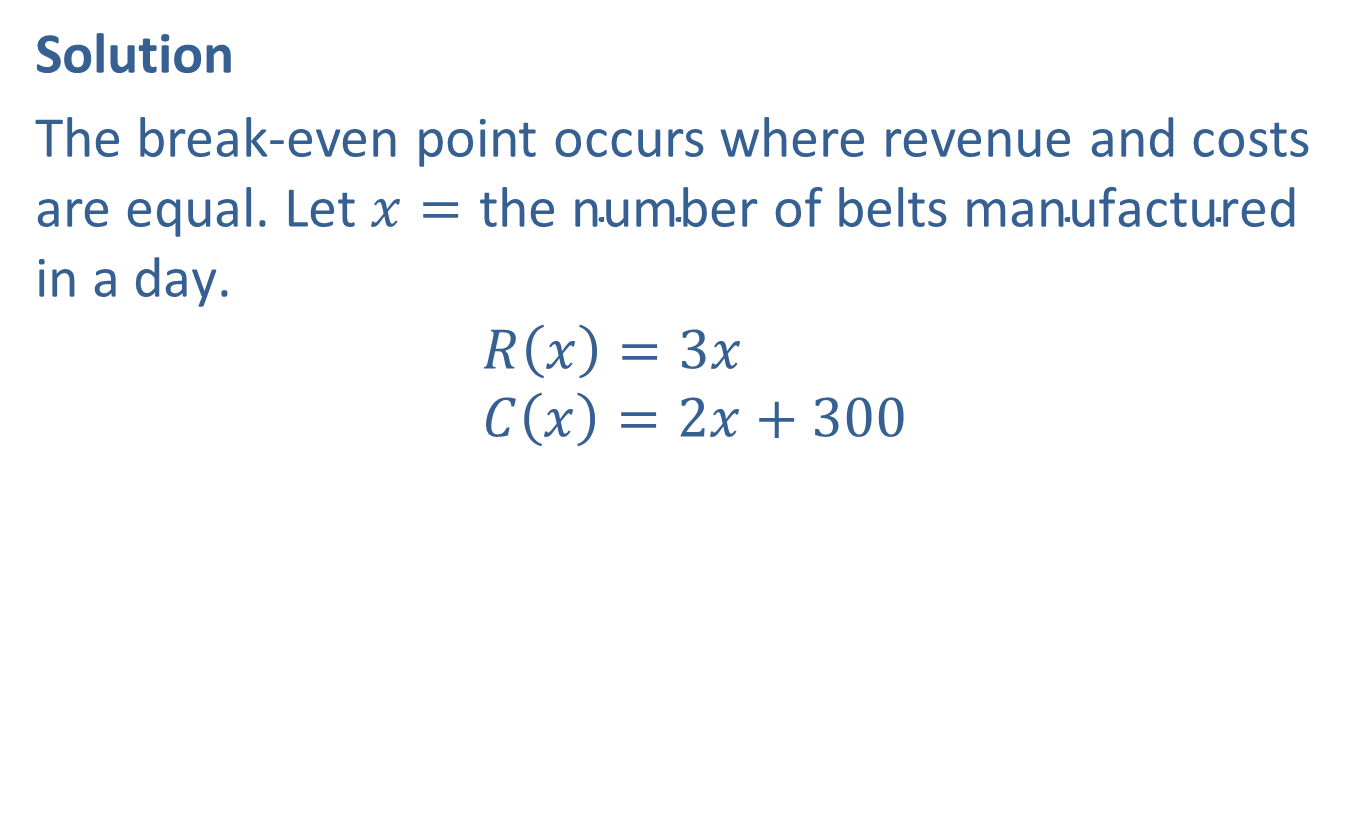 Solution
The break-even point occurs where revenue and costs
are equal. Let 𝑥 = the number of belts manufactured
in a day.
𝑅(𝑥) = 3𝑥
𝐶(𝑥) = 2𝑥 + 300